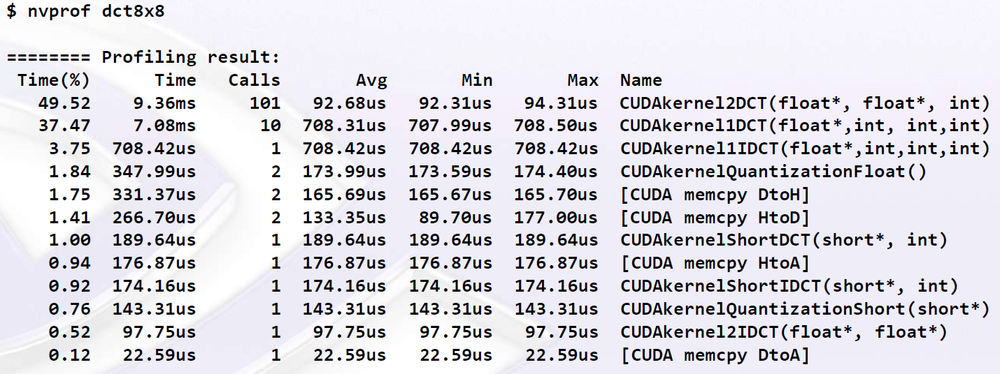 $ nvprof dct8x8
======== Profiling result:
Time(%) Time Calls Avg Min Max Name
49.52 9.36ms 101 92.68us 92.31us 94.31us CUDAkernel2DCT(float*, float*, int)
37.47 7.08ms 10 708.31us 707.99us 708.50us CUDAkernel1DCT(float*,int, int,int)
3.75 708.42us 1 708.42us 708.42us 708.42us CUDAkernel1IDCT(float*,int,int,int)
1.84 347.99us 2 173.99us 173.59us 174.40us CUDAkernelQuantizationFloat()
1.75 331.37us 2 165.69us 165.67us 165.70us [CUDA memcpy DtoH]
1.41 266.70us 2 133.35us 89.70us 177.00us [CUDA memcpy HtoD]
1.00 189.64us 1 189.64us 189.64us 189.64us CUDAkernelShortDCT(short*, int)
0.94 176.87us 1 176.87us 176.87us 176.87us [CUDA memcpy HtoA]
0.92 174.16us 1 174.16us 174.16us 174.16us CUDAkernelShortIDCT(short*, int)
0.76 143.31us 1 143.31us 143.31us 143.31us CUDAkernelQuantizationShort(short*)
0.52 97.75us 1 97.75us 97.75us 97.75us CUDAkernel2IDCT(float*, float*)
0.12 22.59us 1 22.59us 22.59us 22.59us [CUDA memcpy DtoA]